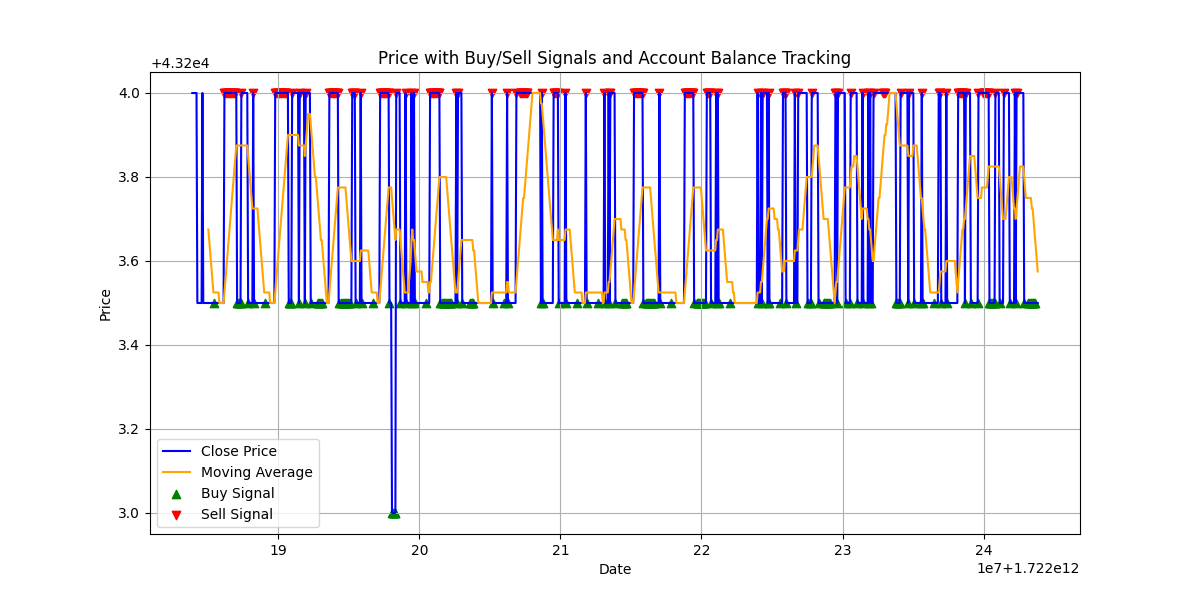 Price with Buy/Sell Signals and Account Balance Tracking
+4.32e4
4.0
3.8
3.6
3.4
3.2
3.0
Price
Close Price
Moving Average
Buy Signal
Sell Signal
19 20 21 22 23 24
Date
1e7+1.722e12